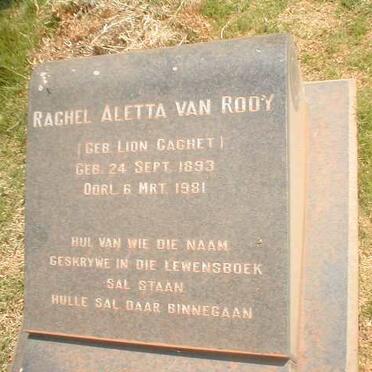 RACHEL ALETTA VAN ROOY
(GEB LION CACHET)
GEB. 24 SEPT. 1893
OORL. 6 MRT. 1981
HUL VAN WIE DIE NAAM
GESKRYWE IN DIE LEWENSBOEK
SAL STAAN
HULLE SAL DAAR BINNEGAAN